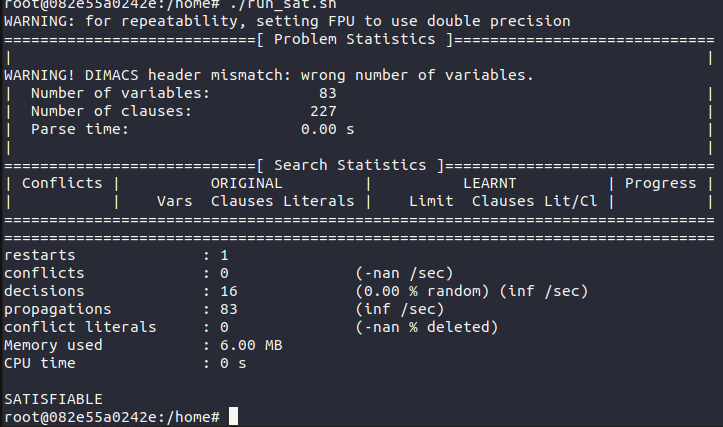 root@082e55a0242e:/home# ./run_sat.sh
WARNING: for repeatability, setting FPU to use double precision
============================[ Problem Statistics ]=============================
|                                                                             |
WARNING! DIMACS header mismatch: wrong number of variables.
|  Number of variables:            83                                         |
|  Number of clauses:             227                                         |
|  Parse time:                   0.00 s                                       |
|                                                                             |
============================[ Search Statistics ]==============================
| Conflicts |          ORIGINAL         |          LEARNT          | Progress |
|           |    Vars  Clauses Literals |    Limit  Clauses Lit/Cl |          |
===============================================================================
===============================================================================
restarts              : 1
conflicts             : 0              (-nan /sec)
decisions             : 16             (0.00 % random) (inf /sec)
propagations          : 83             (inf /sec)
conflict literals     : 0              (-nan % deleted)
Memory used           : 6.00 MB
CPU time              : 0 s
SATISFIABLE
root@082e55a0242e:/home#